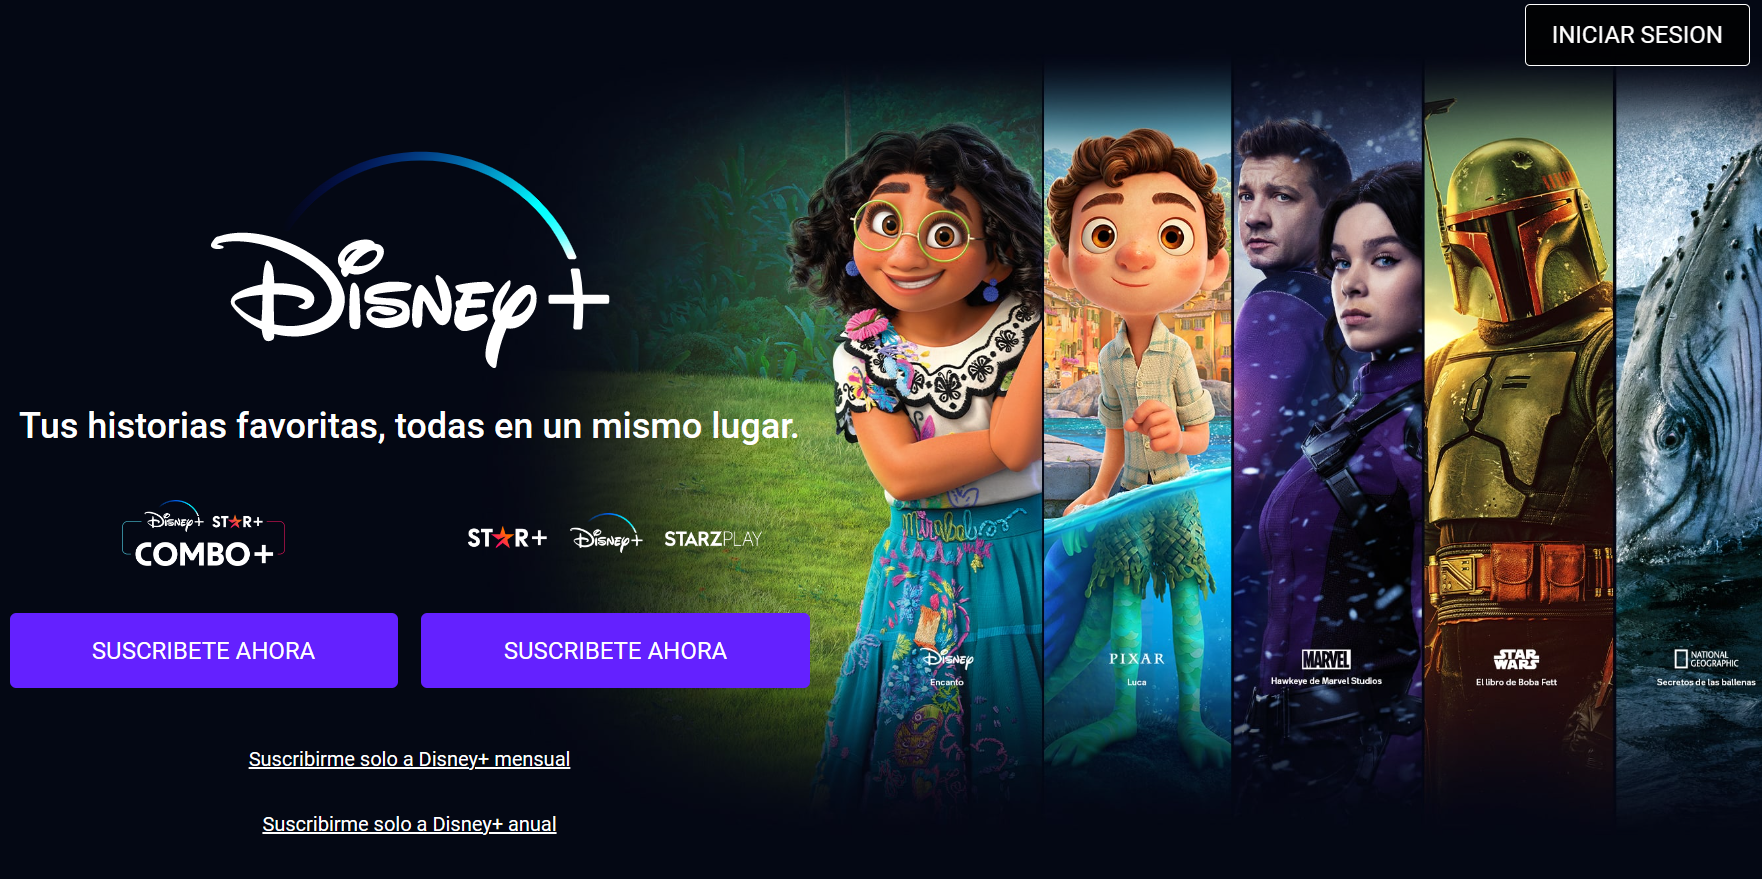 INICIAR SESION
Disney+
Tus historias favoritas, todas en un mismo lugar.
Disney+ STAR+
COMBO+
STAR+ Disney+ STARZPLAY
SUSCRIBETE AHORA
SUSCRIBETE AHORA
Suscribirme solo a Disney+ mensual
Suscribirme solo a Disney+ anual
Mirabel
Disney
Encanto
PIXAR
Luca
MARVEL
Hawkeye de Marvel Studios
STAR WARS
El libro de Boba Fett
NATIONAL
GEOGRAPHIC
Secretos de las ballenas